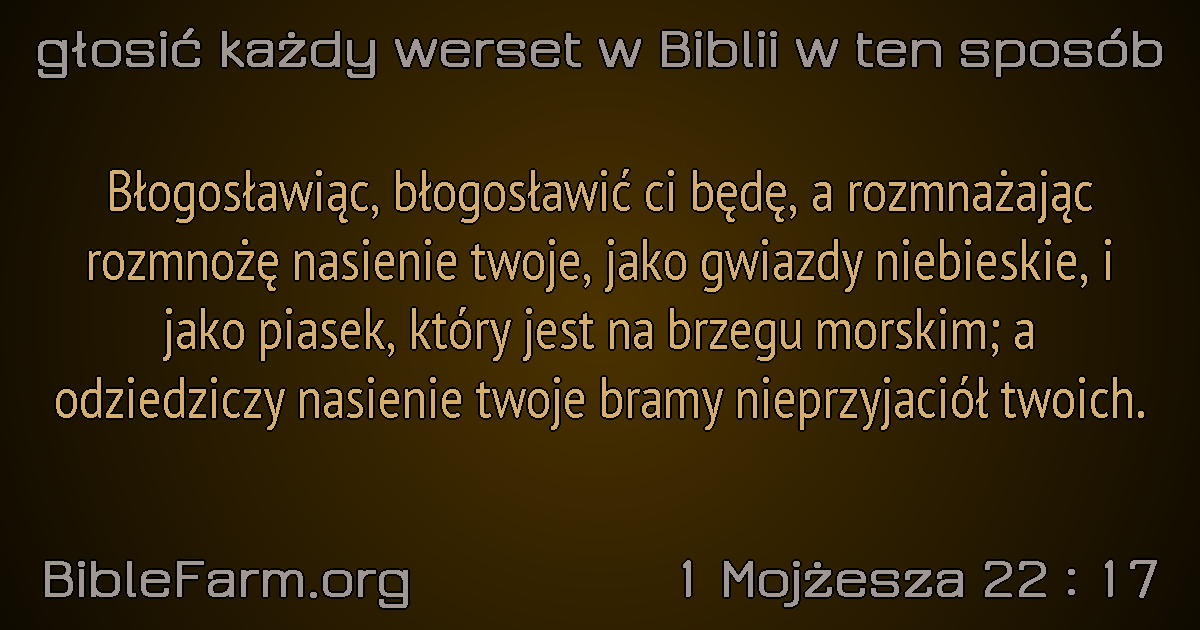 głosić każdy werset w Biblii w ten sposób
Błogosławiąc, błogosławić ci będę, a rozmnażając
rozmnożę nasienie twoje, jako gwiazdy niebieskie, i
jako piasek, który jest na brzegu morskim; a
odziedziczy nasienie twoje bramy nieprzyjaciół twoich.
BibleFarm.org
1 Mojżesza 22 : 17